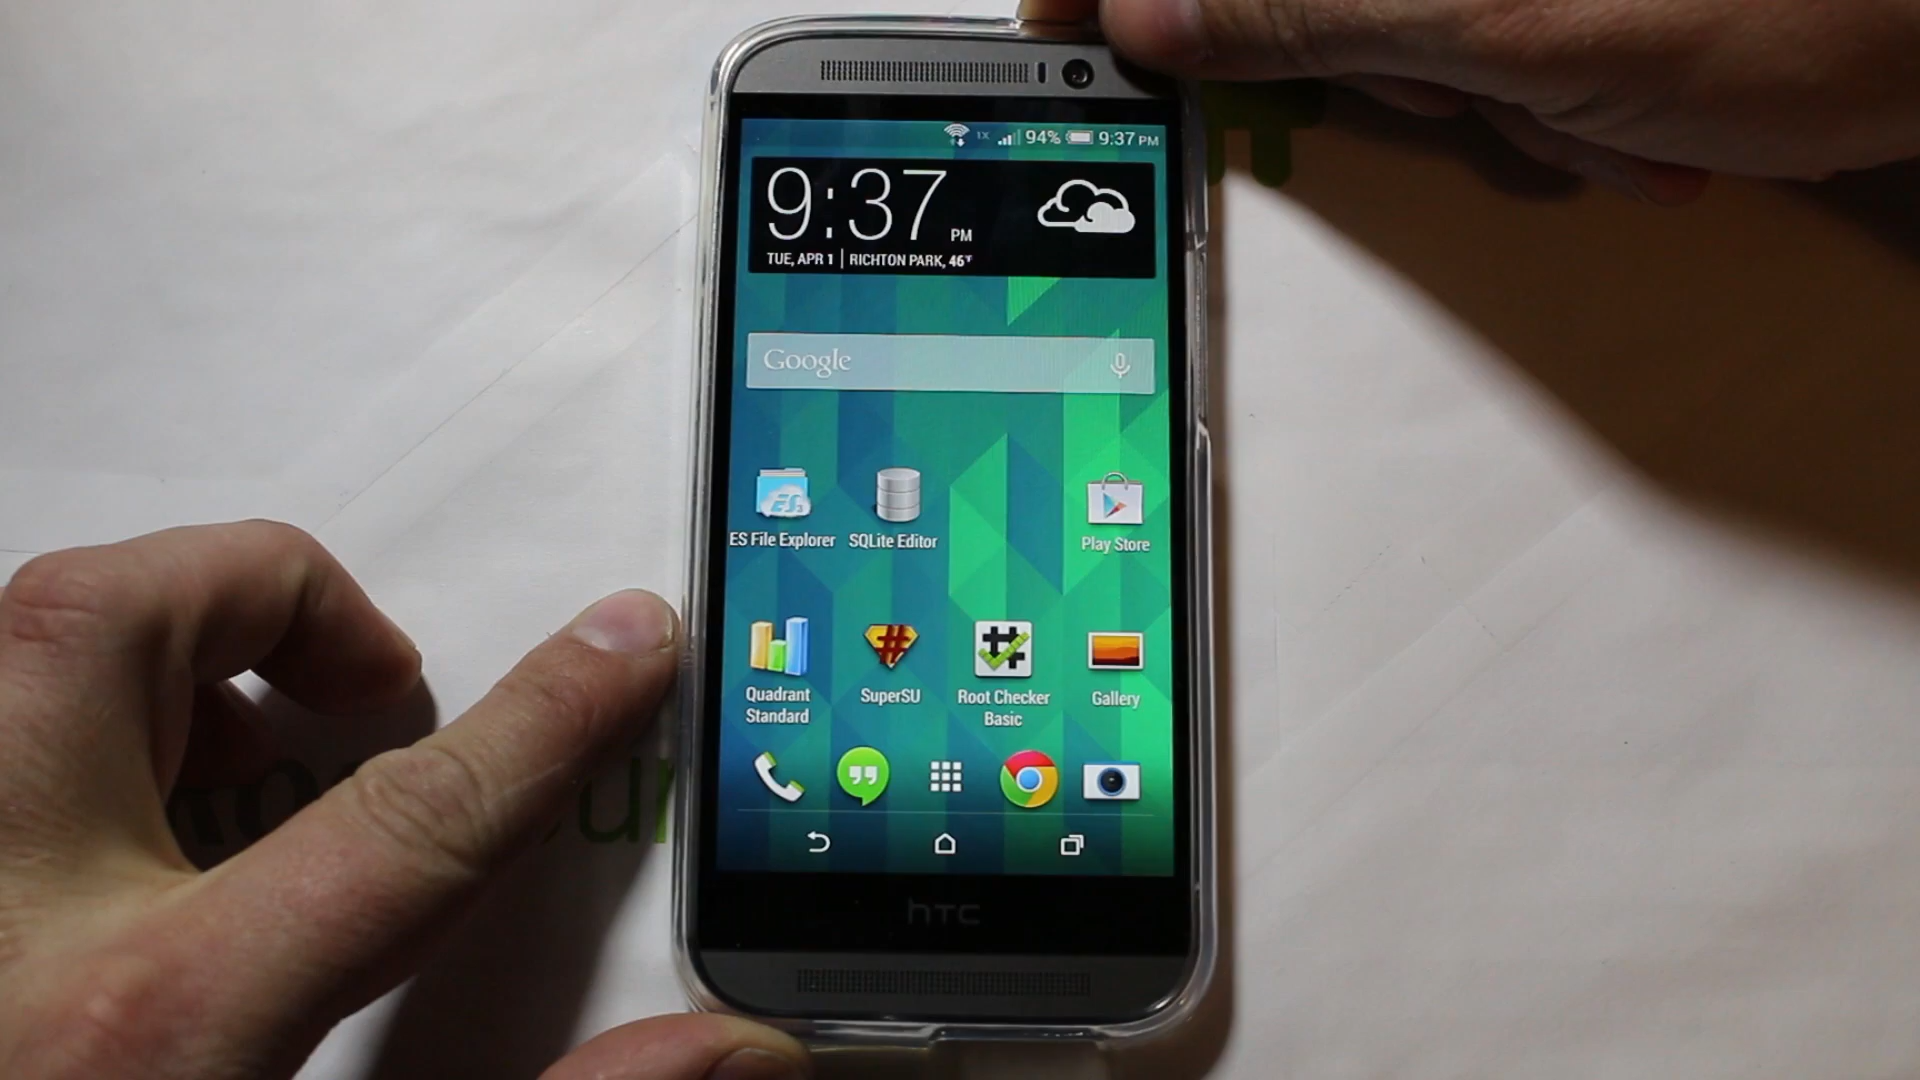 1X 94% 9:37 PM
9:37 PM
TUE, APR 1 | RICHTON PARK, 46°F
Google
ES File Explorer SQLite Editor Play Store
Quadrant Standard SuperSU Root Checker Basic Gallery
hTC